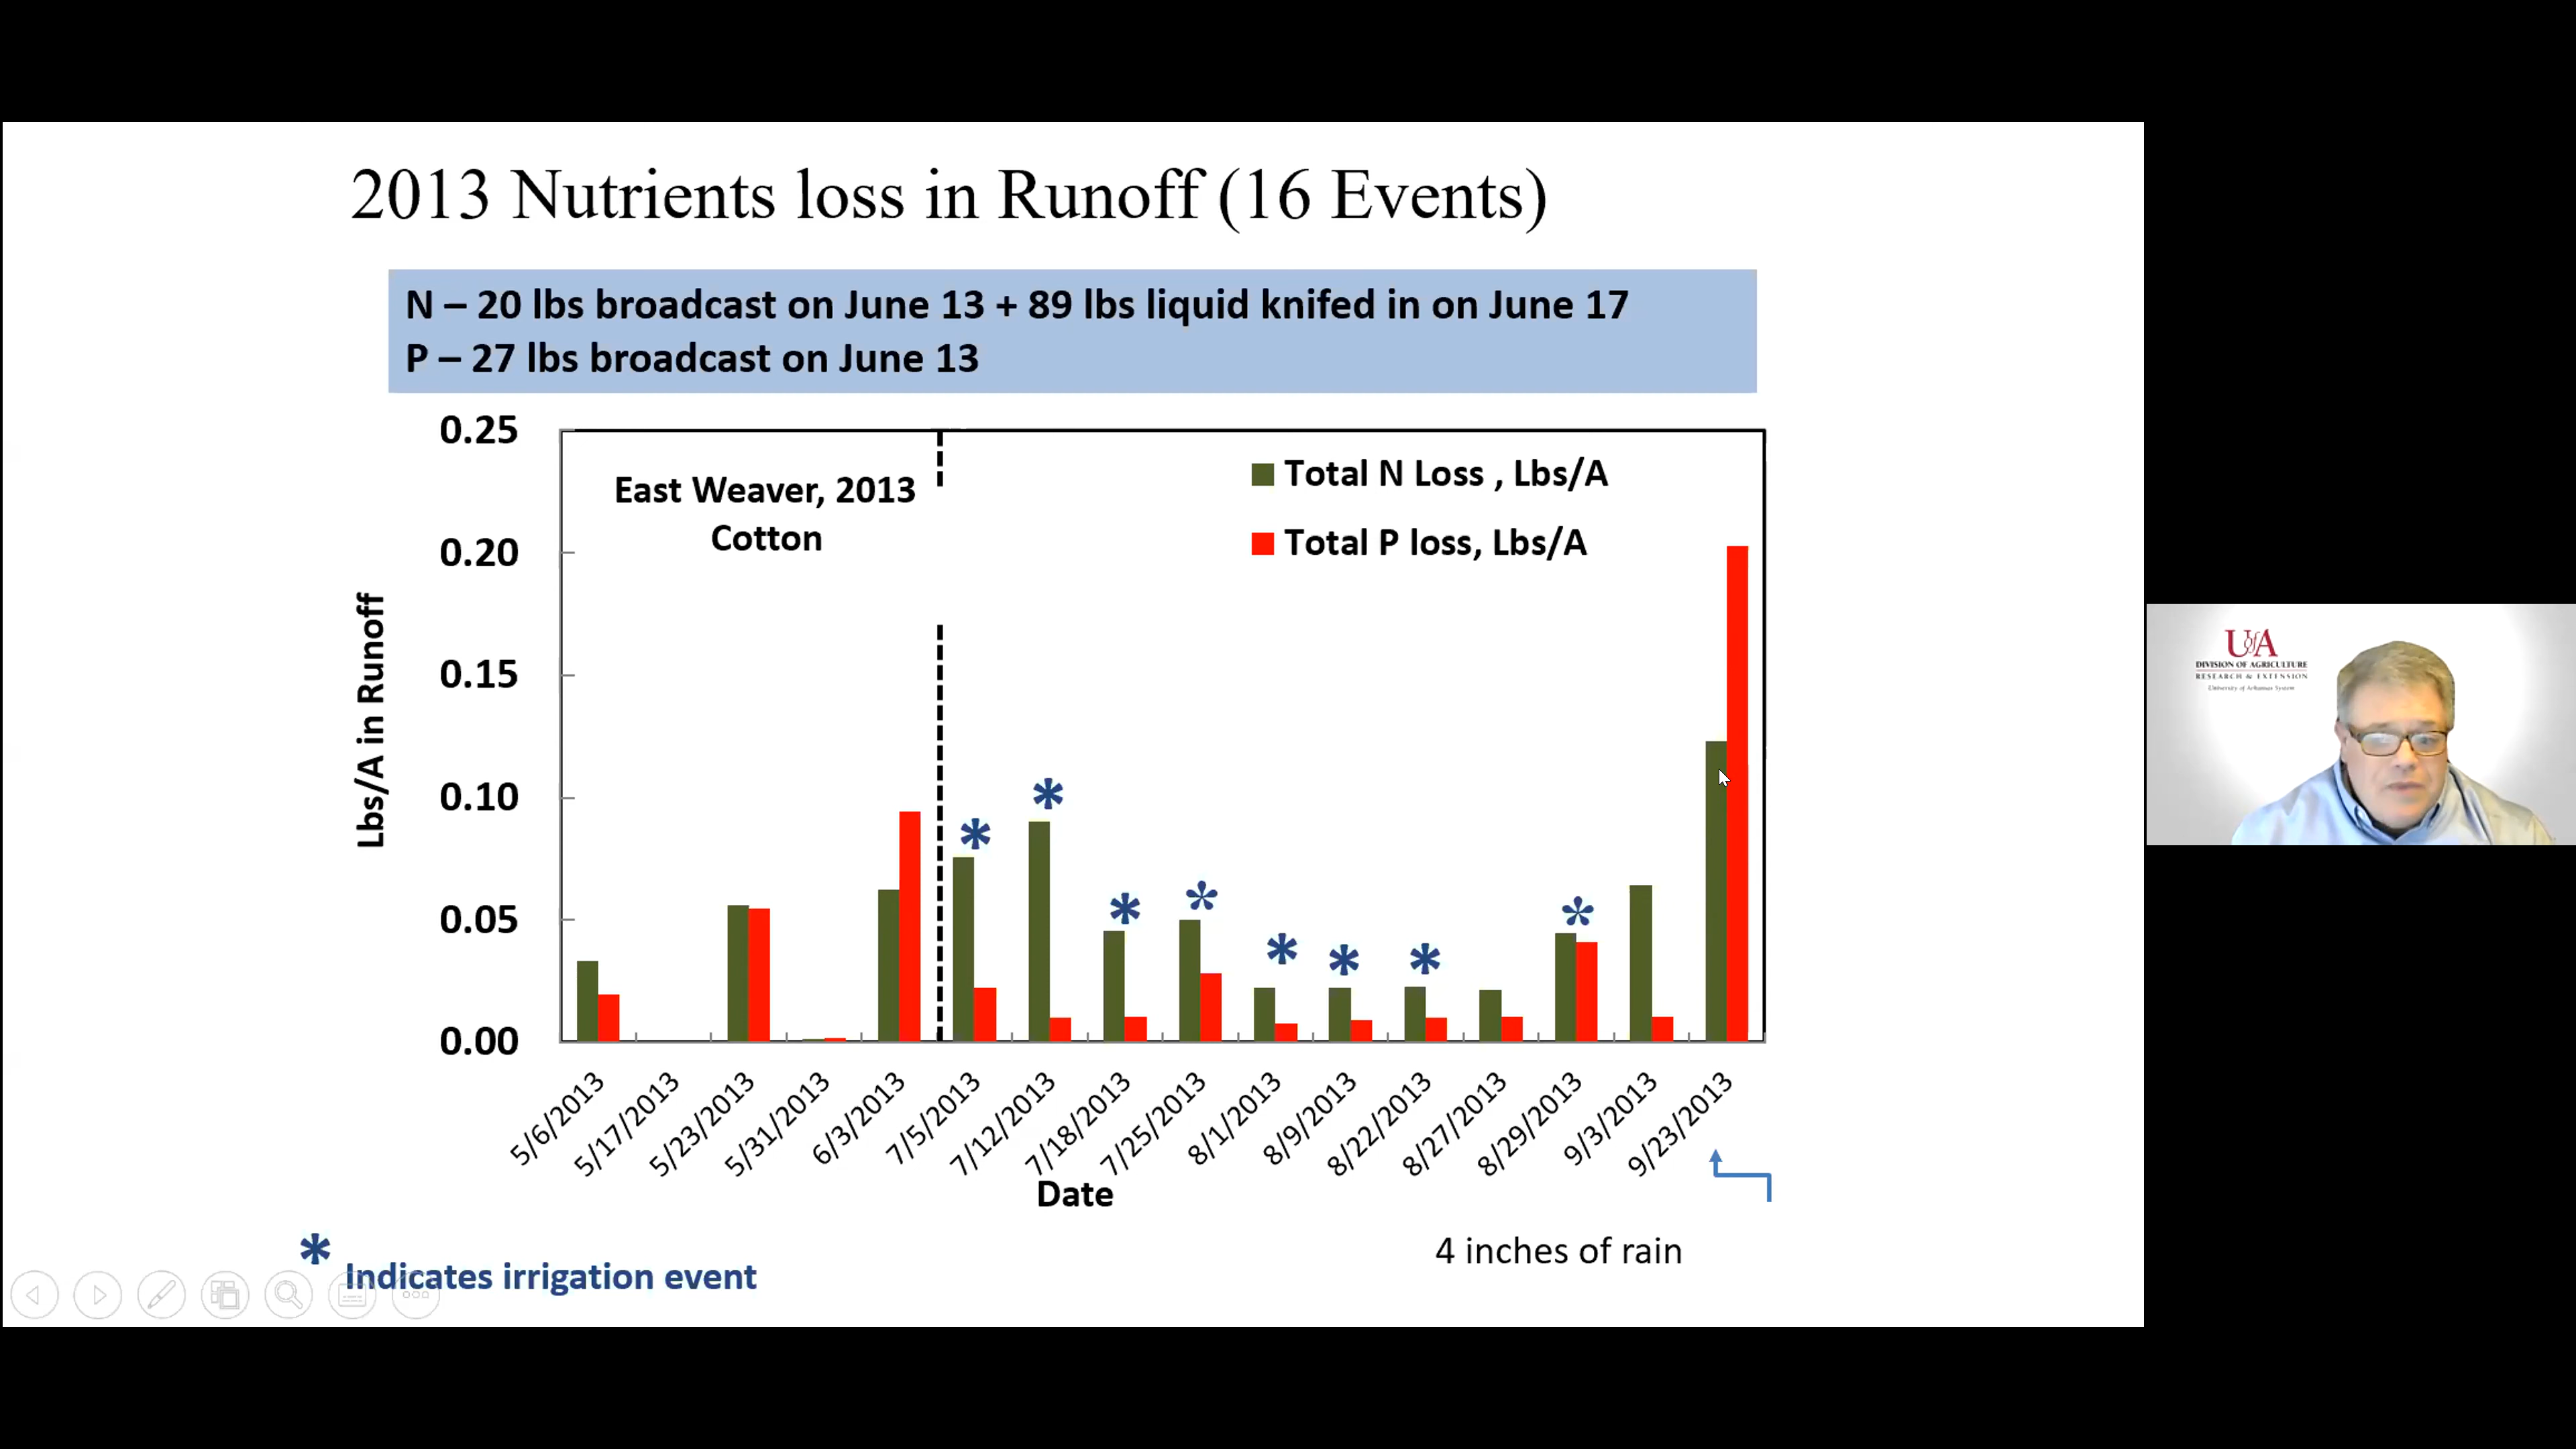 2013 Nutrients loss in Runoff (16 Events)
N – 20 lbs broadcast on June 13 + 89 lbs liquid knifed in on June 17
P – 27 lbs broadcast on June 13
0.25
0.20
0.15
0.10
0.05
0.00
Lbs/A in Runoff
East Weaver, 2013
Cotton
Total N Loss , Lbs/A
Total P loss, Lbs/A
*
*
*
*
*
*
*
*
5/6/2013
5/17/2013
5/23/2013
5/31/2013
6/3/2013
7/5/2013
7/12/2013
7/18/2013
7/25/2013
8/1/2013
8/9/2013
8/22/2013
8/27/2013
8/29/2013
9/3/2013
9/23/2013
Date
4 inches of rain
* Indicates irrigation event
UofA
DIVISION OF AGRICULTURE
RESEARCH & EXTENSION
University of Arkansas System